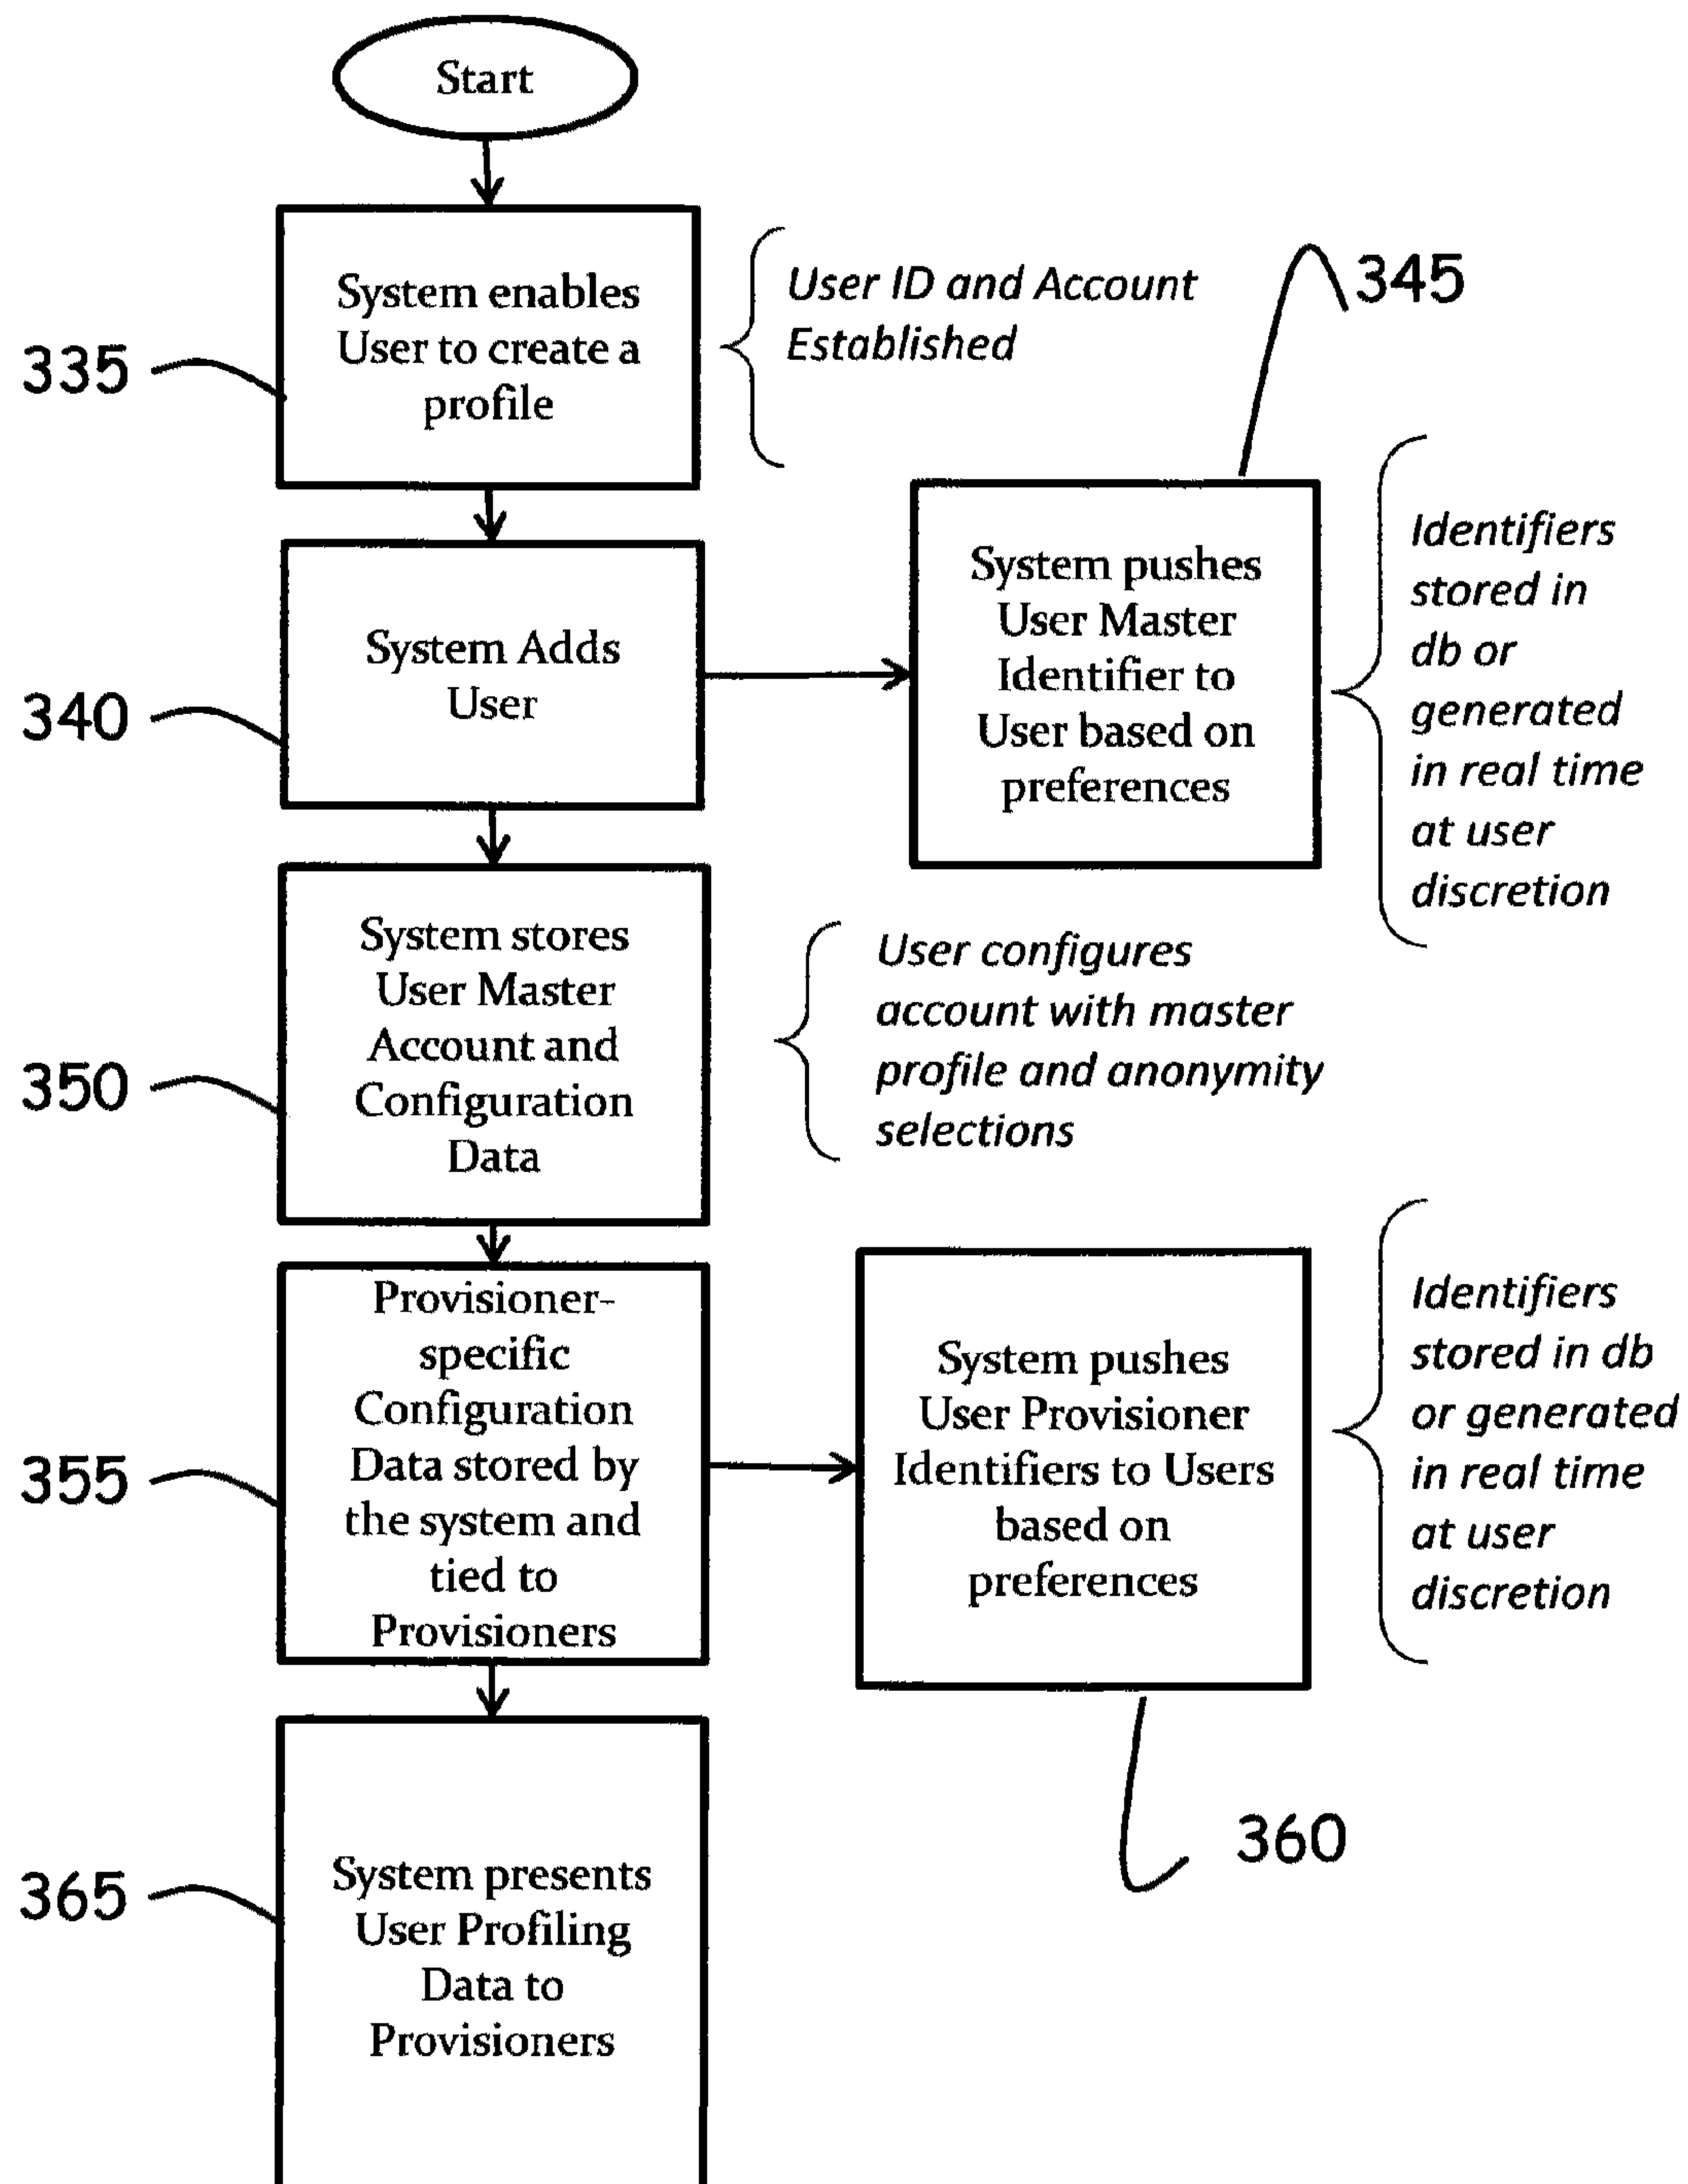 Start
System enables
User to create a
profile
335
User ID and Account
Established
345
System Adds
User
340
System pushes
User Master
Identifier to
User based on
preferences
Identifiers
stored in
db or
generated
in real time
at user
discretion
System stores
User Master
Account and
Configuration
Data
350
User configures
account with master
profile and anonymity
selections
Provisioner-
specific
Configuration
Data stored by
the system and
tied to
Provisioners
355
System pushes
User Provisioner
Identifiers to Users
based on
preferences
Identifiers
stored in db
or generated
in real time
at user
discretion
360
System presents
User Profiling
Data to
Provisioners
365